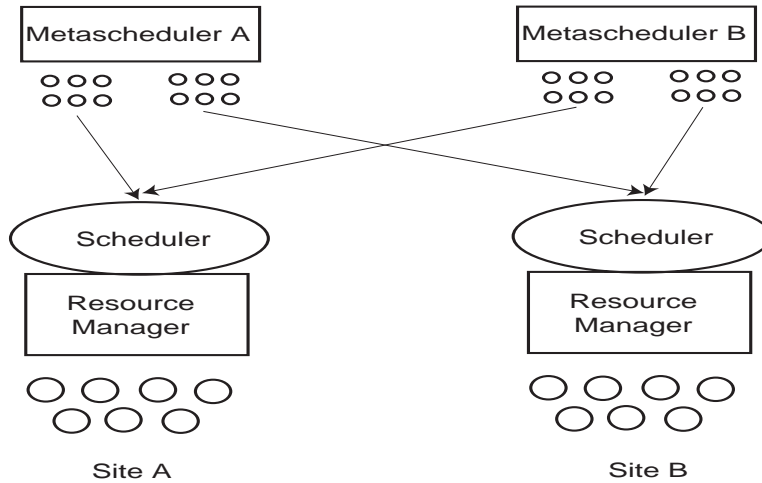 Metascheduler A
Metascheduler B
Scheduler
Scheduler
Resource
Manager
Resource
Manager
Site A
Site B